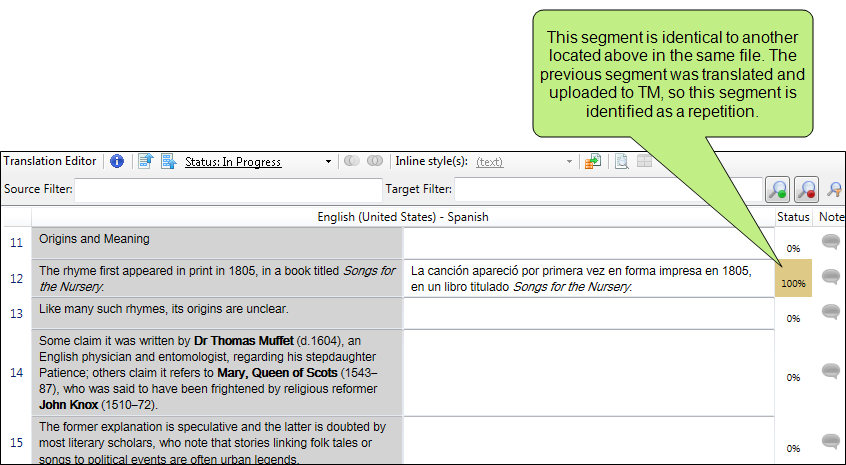 This segment is identical to another
located above in the same file. The
previous segment was translated and
uploaded to TM, so this segment is
identified as a repetition.
Translation Editor Status: In Progress Inline style(s): (text)
Source Filter: Target Filter:
English (United States) - Spanish Status Note
11 Origins and Meaning 0%
12 The rhyme first appeared in print in 1805, in a book titled Songs for
the Nursery.
La canción apareció por primera vez en forma impresa en 1805,
en un libro titulado Songs for the Nursery.
100%
13 Like many such rhymes, its origins are unclear. 0%
14 Some claim it was written by Dr Thomas Muffet (d.1604), an
English physician and entomologist, regarding his stepdaughter
Patience; others claim it refers to Mary, Queen of Scots (1543–
87), who was said to have been frightened by religious reformer
John Knox (1510–72).
0%
15 The former explanation is speculative and the latter is doubted by
most literary scholars, who note that stories linking folk tales or
songs to political events are often urban legends.
0%